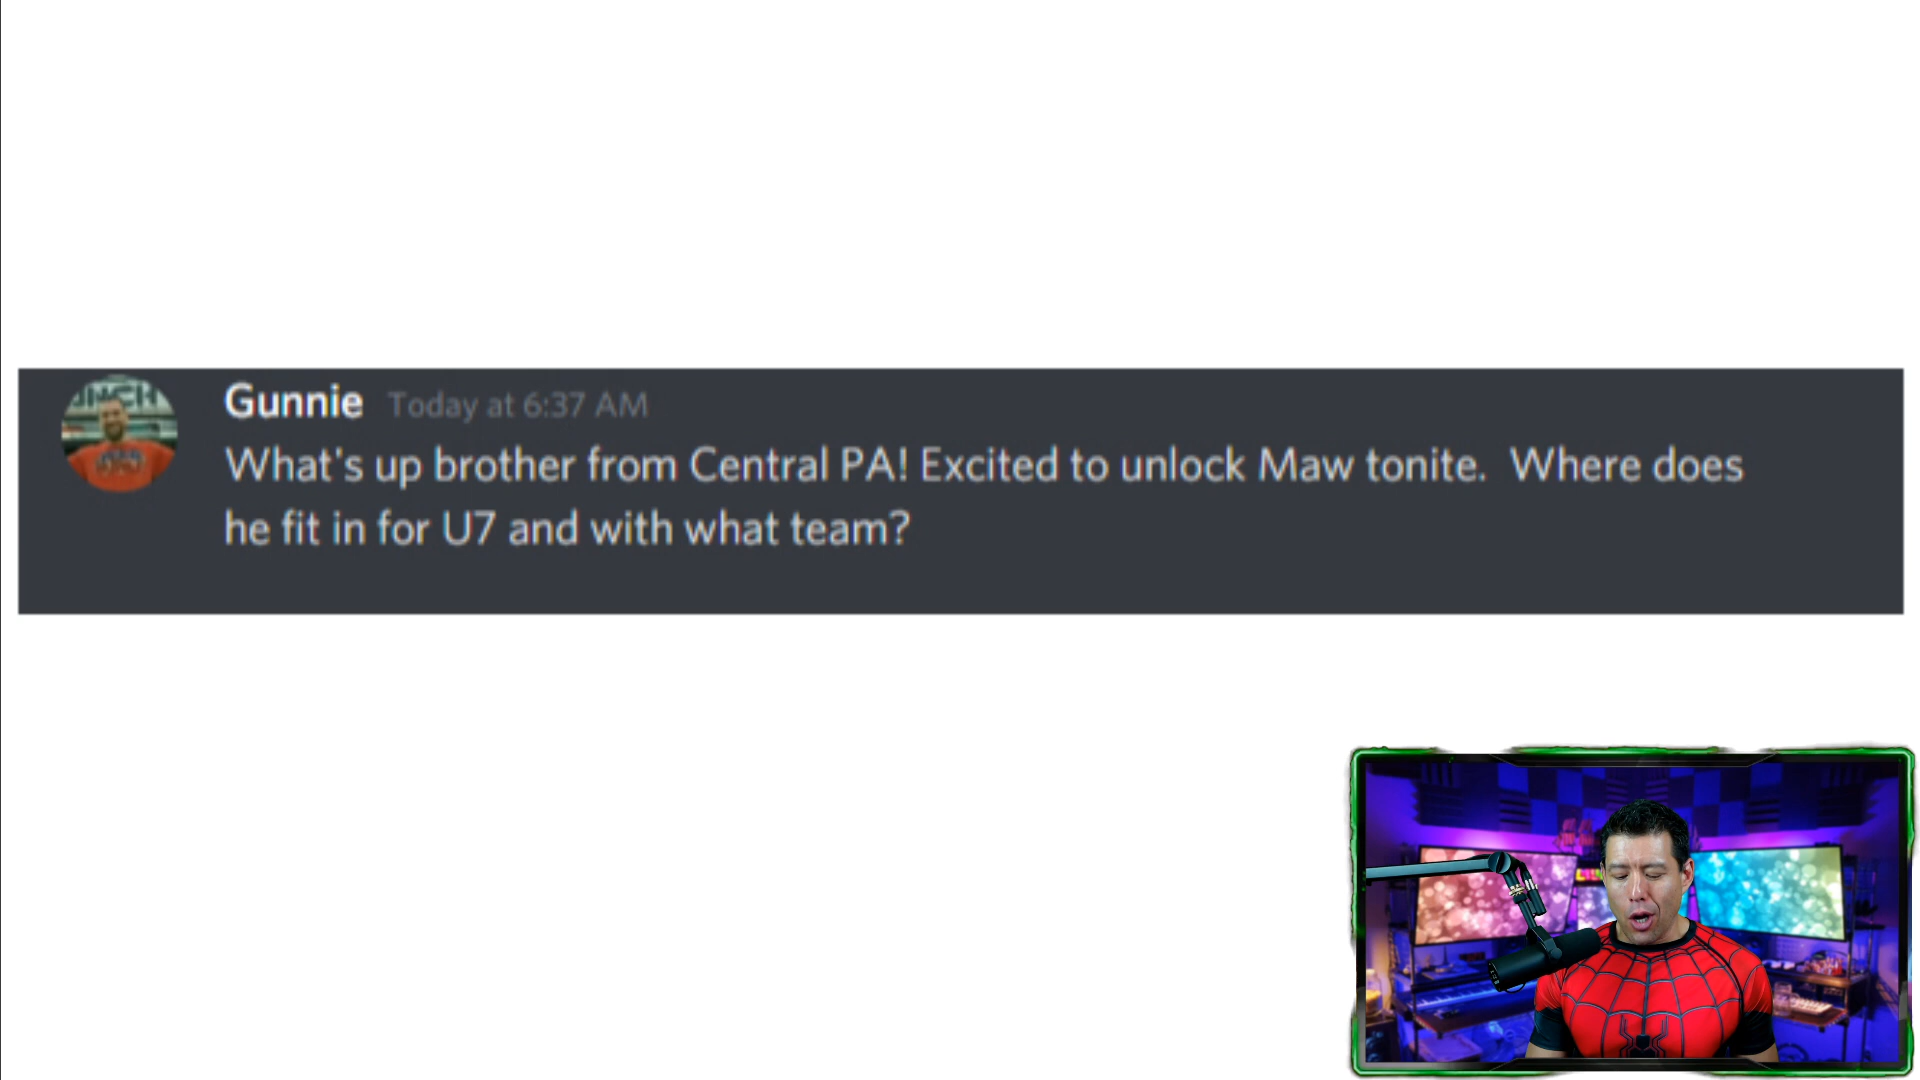 Gunnie Today at 6:37 AM
What's up brother from Central PA! Excited to unlock Maw tonite.  Where does
he fit in for U7 and with what team?